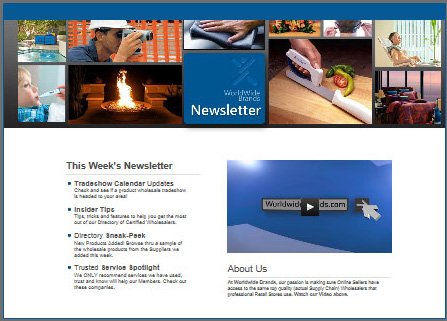 WorldWide
Brands
Newsletter
This Week's Newsletter
Tradeshow Calendar Updates
Check and see if a product wholesale tradeshow
is headed to your area!
Insider Tips
Tips, tricks and features to help you get the most
out of our Directory of Certified Wholesalers.
Directory Sneak-Peek
New Products Added! Browse thru a sample of
the wholesale products from the Suppliers we
added this week.
Trusted Service Spotlight
We ONLY recommend services we have used,
trust and know will help our Members. Check out
these companies.
Worldwide
s.com
About Us
At Worldwide Brands, our passion is making sure Online Sellers have
access to the same top quality (actual Supply Chain) Wholesalers that
professional Retail Stores use. Watch our Video above.